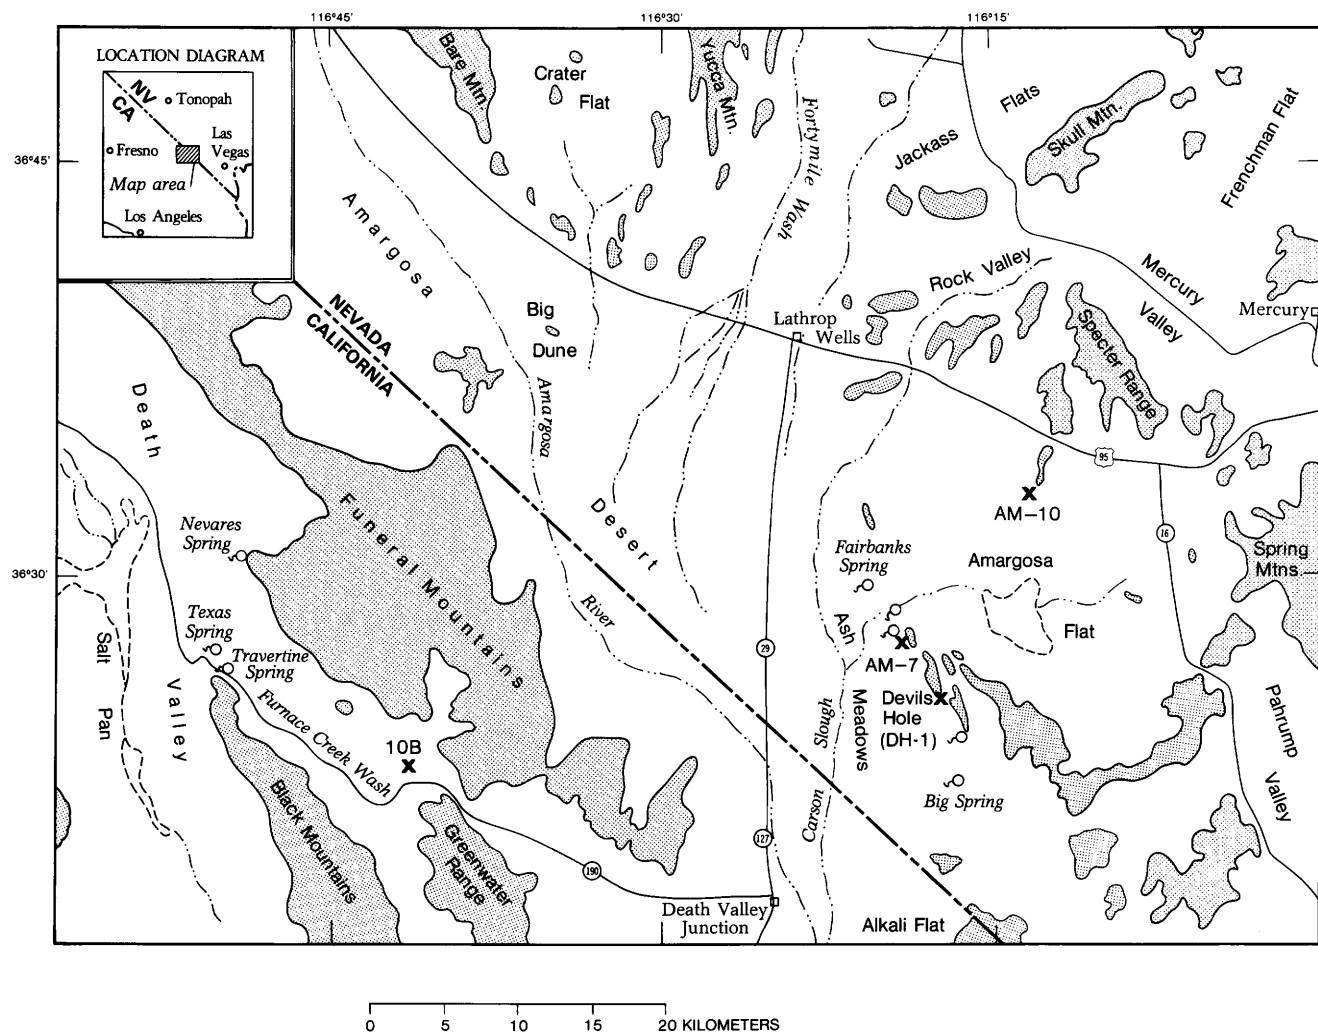 116°45' 116°30' 116°15'
LOCATION DIAGRAM
NV
CA
Tonopah
Fresno
Las
Vegas
Map area
Los Angeles
36°45'
36°30'
Bare Mtn.
Crater
Flat
Yucca Mtn.
Fortymile Wash
Jackass
Flats
Skull Mtn.
Frenchman Flat
Amargosa
Rock Valley
Mercury
Valley
Mercury
NEVADA
CALIFORNIA
Big
Dune
Lathrop
Wells
Specter Range
Death
Amargosa
95
Funeral Mountains
Desert
AM–10
16
Nevares
Spring
Fairbanks
Spring
Amargosa
Spring
Mtns.
Texas
Spring
River
Ash
Flat
Salt
Pan
Travertine
Spring
29
AM–7
Valley
Furnace Creek Wash
Devils
Hole
(DH-1)
Meadows
Slough
Pahrump
Valley
10B
Big Spring
Carson
Black Mountains
Greenwater
Range
127
190
Death Valley
Junction
Alkali Flat
0 5 10 15 20 KILOMETERS